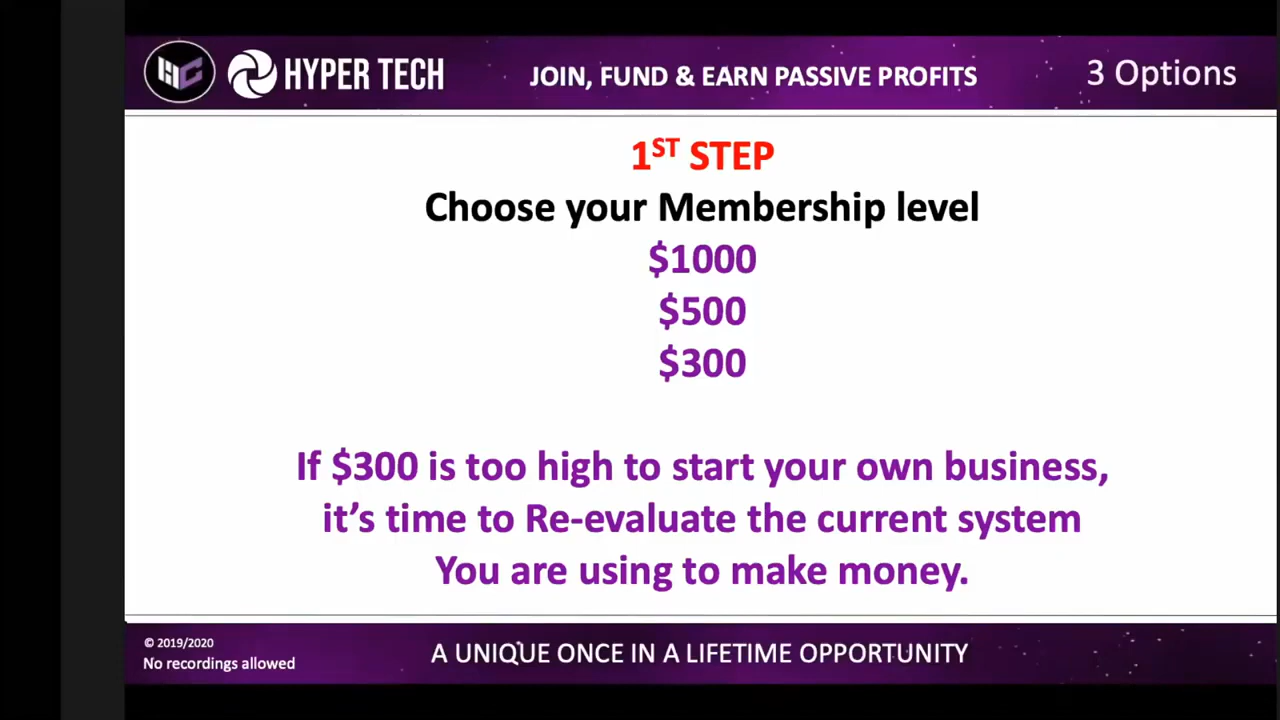 HC HYPER TECH JOIN, FUND & EARN PASSIVE PROFITS 3 Options
1ST STEP
Choose your Membership level
$1000
$500
$300
If $300 is too high to start your own business,
it's time to Re-evaluate the current system
You are using to make money.
© 2019/2020
No recordings allowed
A UNIQUE ONCE IN A LIFETIME OPPORTUNITY